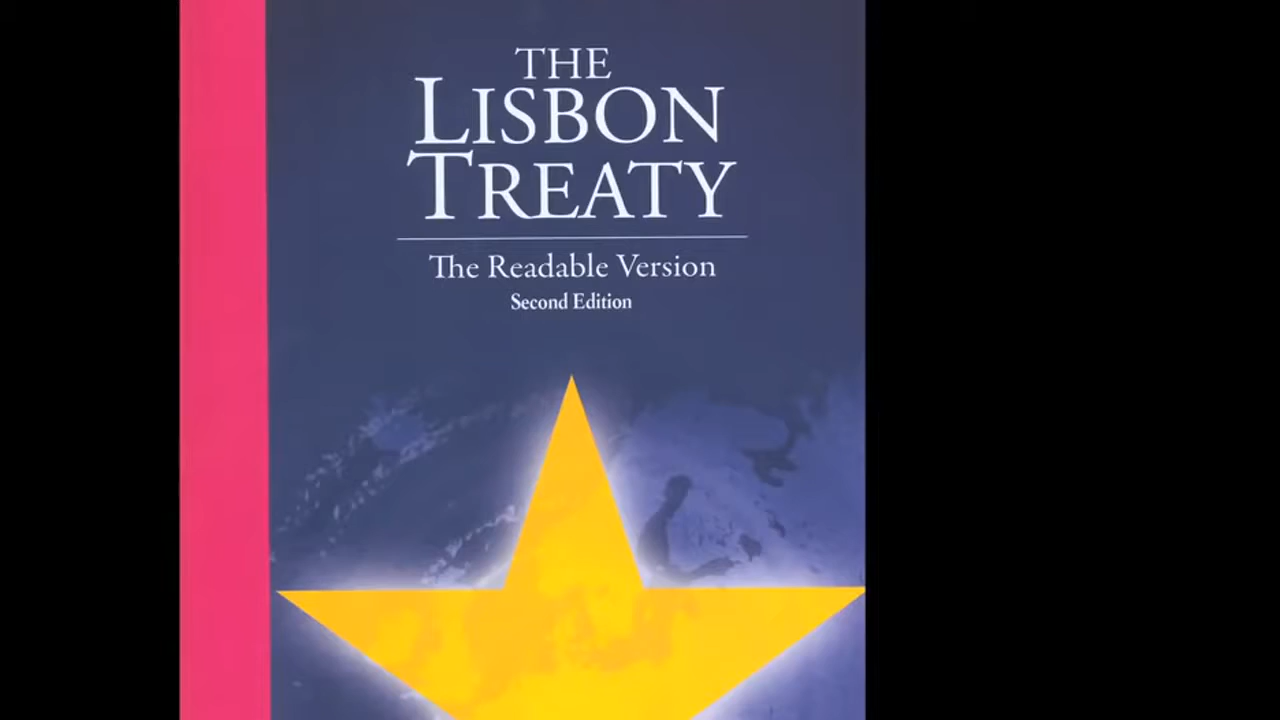 THE
LISBON
TREATY
The Readable Version
Second Edition